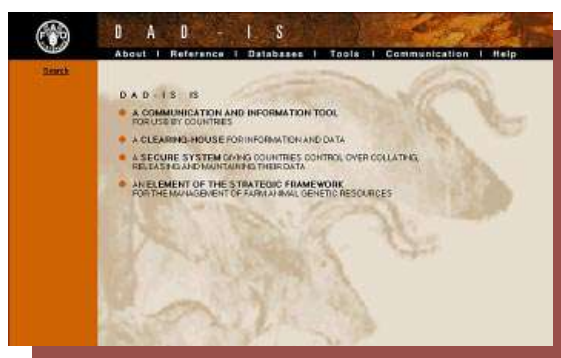 D A D - I S
About | Reference | Databases | Tools | Communication | Help
Search
D A D - I S IS
A COMMUNICATION AND INFORMATION TOOL
FOR USE BY COUNTRIES
A CLEARING-HOUSE FOR INFORMATION AND DATA
A SECURE SYSTEM GIVING COUNTRIES CONTROL OVER COLLATING,
RELEASING AND MAINTAINING THEIR DATA
AN ELEMENT OF THE STRATEGIC FRAMEWORK
FOR THE MANAGEMENT OF FARM ANIMAL GENETIC RESOURCES